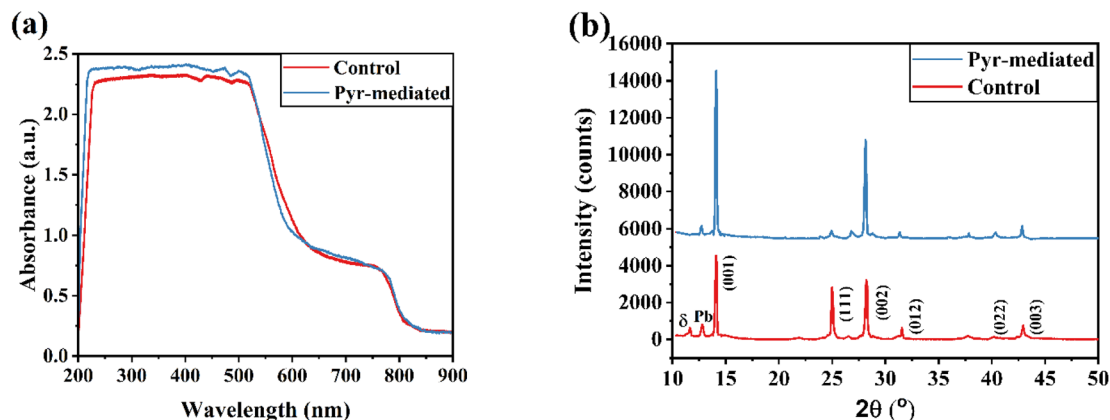 (a)
2.5
2.0
1.5
1.0
0.5
0.0
Absorbance (a.u.)
Control
Pyr-mediated
200 300 400 500 600 700 800 900
Wavelength (nm)
(b)
16000
14000
12000
10000
8000
6000
4000
2000
0
Intensity (counts)
Pyr-mediated
Control
δ
Pb
(001)
(111)
(002)
(012)
(022)
(003)
10 15 20 25 30 35 40 45 50
2θ (°)